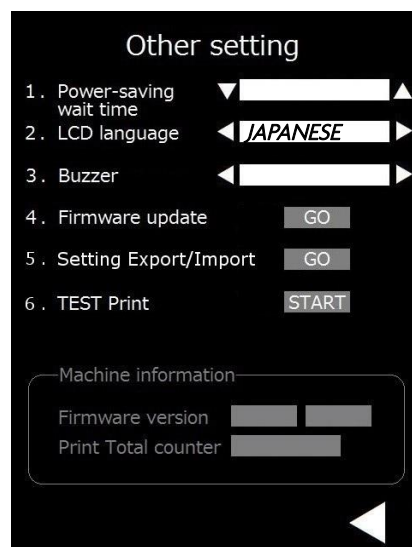 Other setting
1. Power-saving
wait time
2. LCD language JAPANESE
3. Buzzer
4. Firmware update GO
5. Setting Export/Import GO
6. TEST Print START
Machine information
Firmware version
Print Total counter